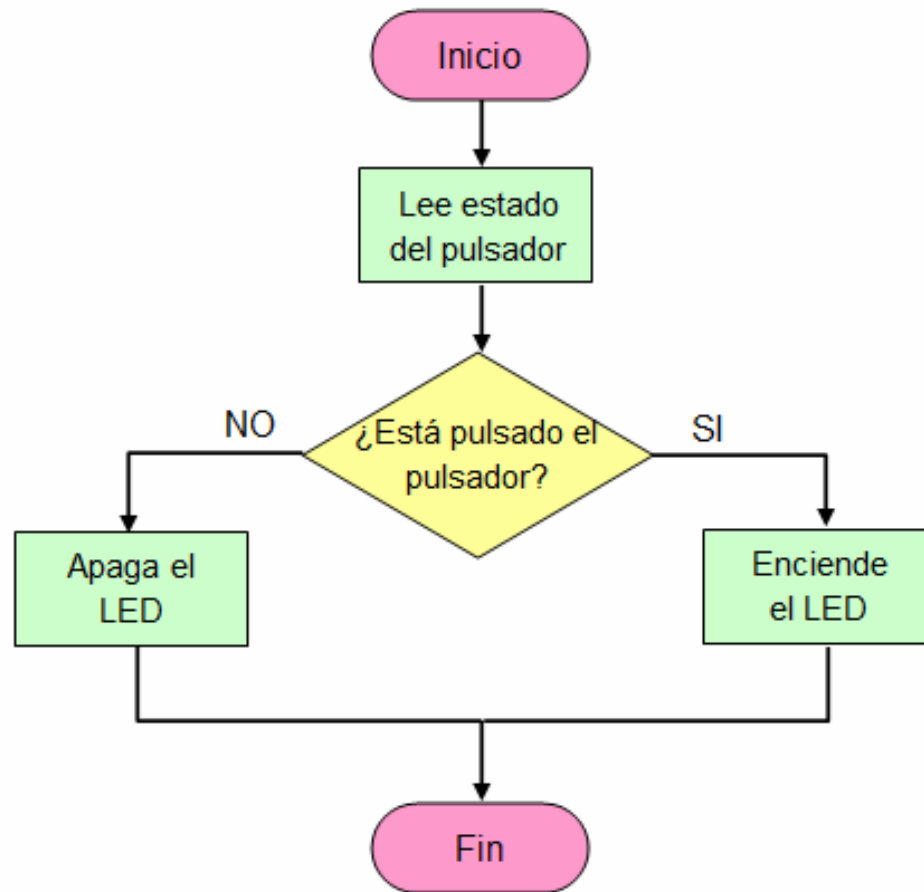 Inicio
Lee estado
del pulsador
¿Está pulsado el
pulsador?
NO
SI
Apaga el
LED
Enciende
el LED
Fin